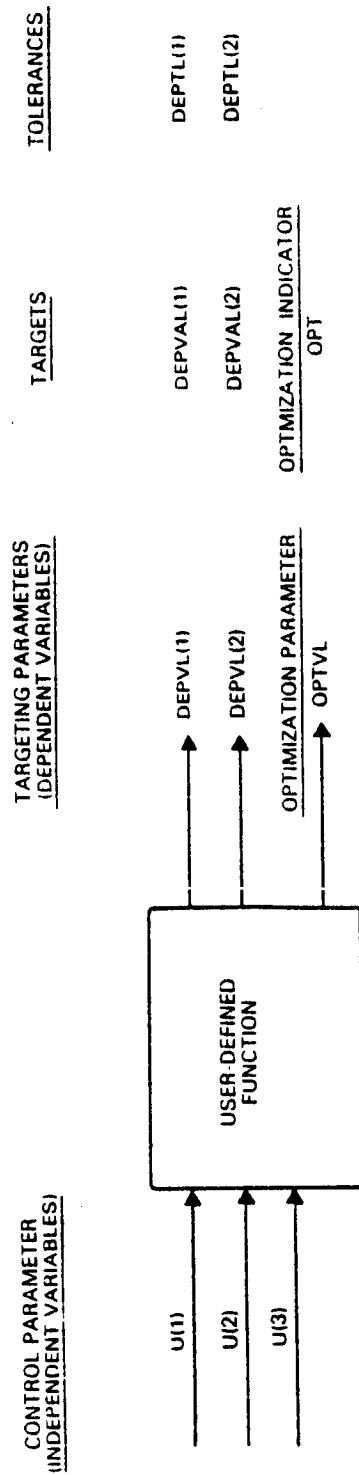 CONTROL PARAMETER
(INDEPENDENT VARIABLES)
U(1)
U(2)
U(3)
USER-DEFINED
FUNCTION
TARGETING PARAMETERS
(DEPENDENT VARIABLES)
DEPVL(1)
DEPVL(2)
OPTIMIZATION PARAMETER
OPTVL
TARGETS
DEPVAL(1)
DEPVAL(2)
OPTMIZATION INDICATOR
OPT
TOLERANCES
DEPTL(1)
DEPTL(2)